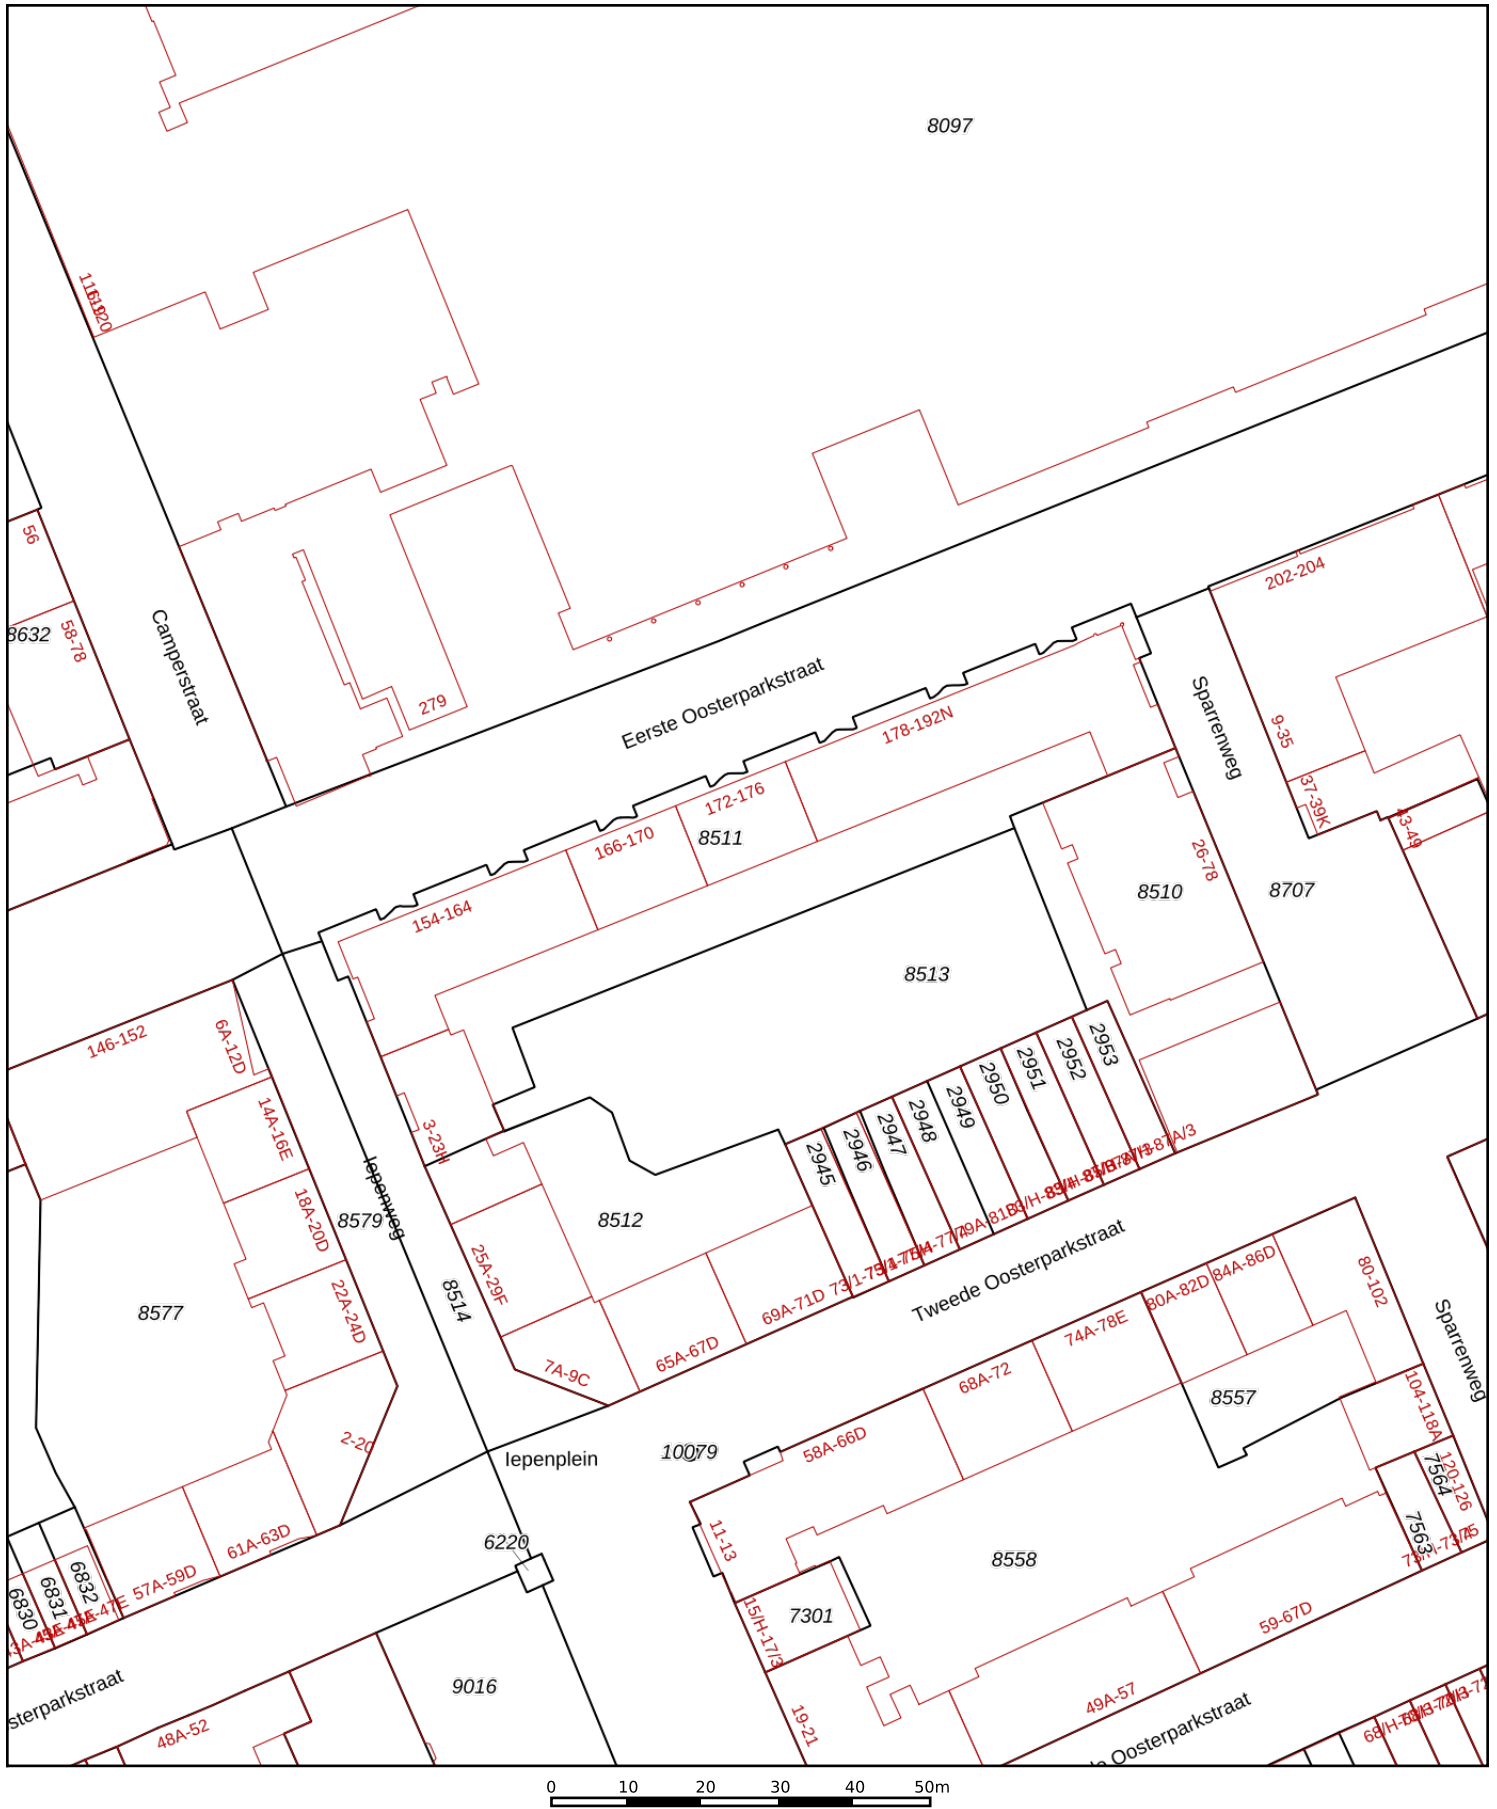 8097
56
8632
58-78
Camperstraat
279
Eerste Oosterparkstraat
202-204
178-192N
Sparrenweg
9-35
37-39K
43-49
172-176
166-170
8511
154-164
26-78
8510
8707
8513
146-152
6A-12D
14A-16E
3-23H
2953
2952
2951
2950
2949
2948
2947
2946
2945
18A-20D
8579
Iepenweg
8512
8514
25A-29F
22A-24D
8577
69A-71D
Tweede Oosterparkstraat
65A-67D
7A-9C
2-20
80A-82D
84A-86D
80-102
74A-78E
68A-72
58A-66D
8557
Sparrenweg
104-118A
120-126
7564
7563
Iepenplein
10079
11-13
6220
8558
61A-63D
57A-59D
6832
6831
6830
7301
15/H-17/3
59-67D
49A-57
19-21
9016
sterparkstraat
48A-52
Oosterparkstraat
0 10 20 30 40 50m